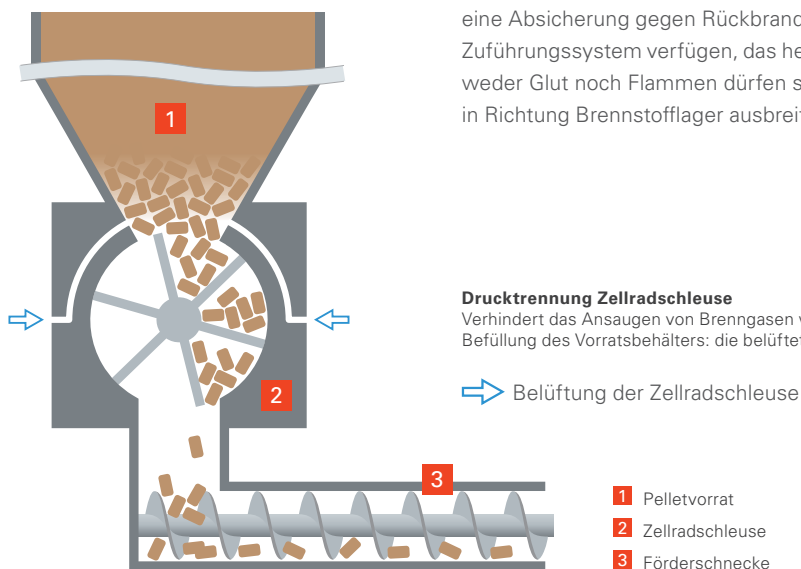 eine Absicherung gegen Rückbrand
Zuführungssystem verfügen, das he
weder Glut noch Flammen dürfen s
in Richtung Brennstofflager ausbrei
1
Drucktrennung Zellradschleuse
Verhindert das Ansaugen von Brenngasen v
Befüllung des Vorratsbehälters: die belüfte
Belüftung der Zellradschleuse
2
3
1 Pelletvorrat
2 Zellradschleuse
3 Förderschnecke